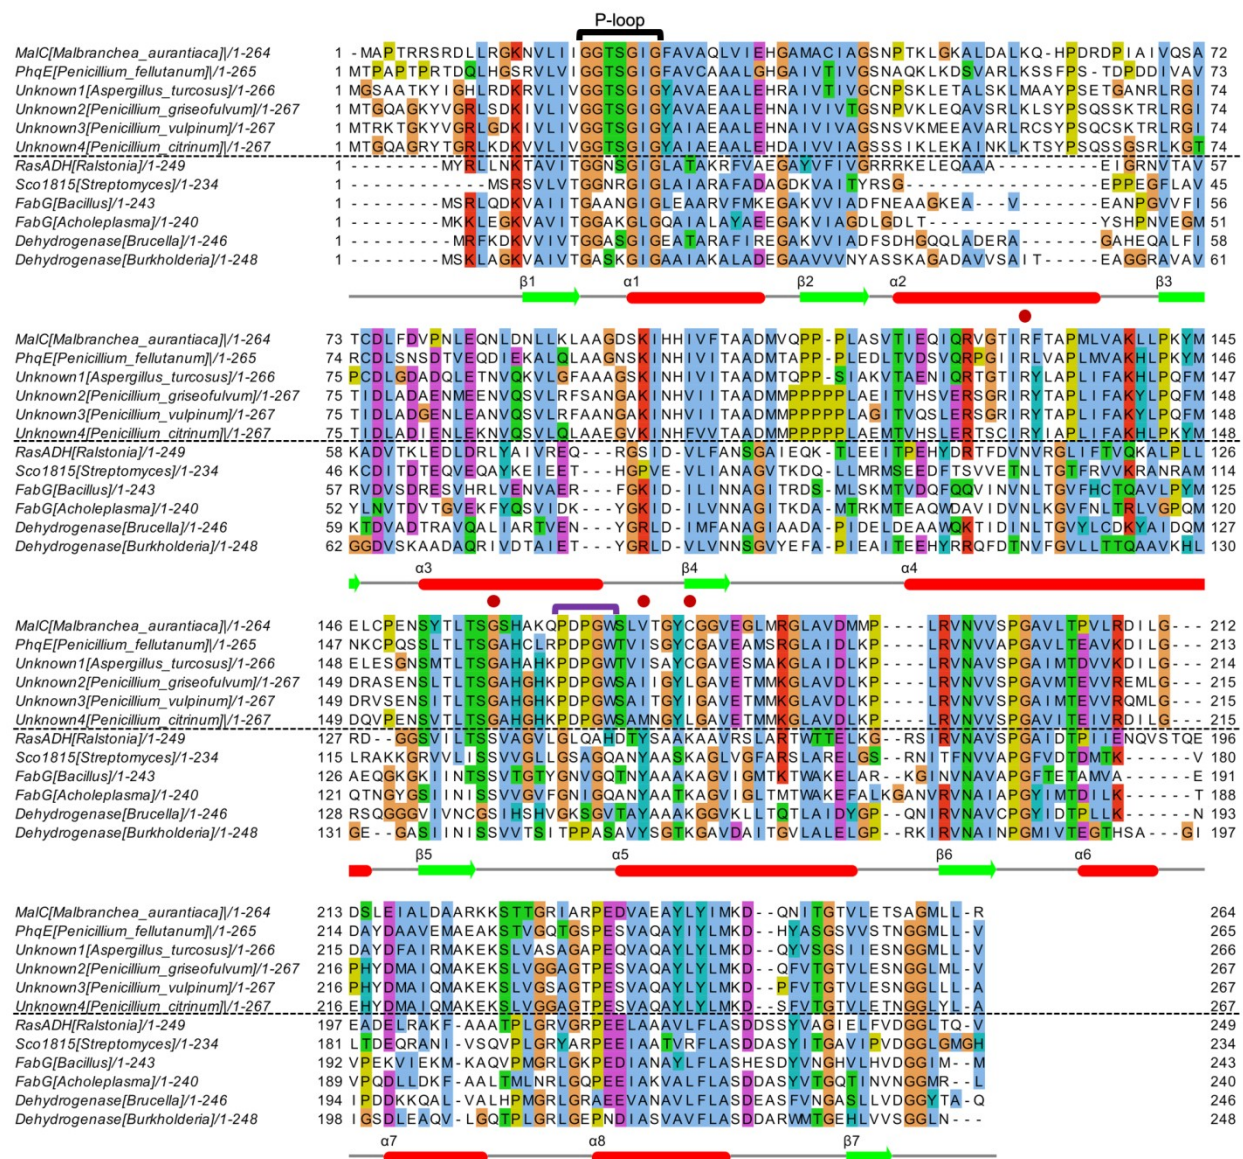 P-loop
MalC[Malbranchea_aurantiaca]|/1-264 1 -MAPTRRSRDLLRGKNVLIIGGTSGIGFAVAQLVIEHGAMACIAGSNPTKLGKALDALKQ-HPDRDPIAIVQSA 72
PhqE[Penicillium_fellutanum]|/1-265 1 MTPAPTPRTDQLHGSRVLVIGGTSGIGFAVCAAALGHGAIVTIVGSNAQKLKDSVARLKSSFPS-TDPDDIVAV 73
Unknown1[Aspergillus_turcosus]/1-266 1 MGSAATKYIGHLRDKRVLIVGGTSGIGYAVAEAALEHRAIVTIVGCNPSKLETALSKLMAAYPSETGANRLRGI 74
Unknown2[Penicillium_griseofulvum]/1-267 1 MTGQAGKYVGRLSDKIVLIVGGTSGIGYAVAEAALEHNAIVIVTGSNPVKLEQAVSRLKLSYPSQSSKTRLRGI 74
Unknown3[Penicillium_vulpinum]/1-267 1 MTRKTGKYVGRLGDKIVLIVGGTSGIGYAIAEAALEHNAIVIVAGSNSVKMEEAVARLRCSYPSQCSKTRLRGI 74
Unknown4[Penicillium_citrinum]|/1-267 1 MTGQAGRYTGRLKDKVVLIVGGTSGIGYAIAEAALEHDAIVVIAGSNISKLEKAINKLKTSYPSQSSGSRLKGT 74
RasADH[Ralstonia]/1-249 1 --------MYRLLNKTAVITGGNSGIGLATAKRFVAEGAYVFIVGRRRKELEQAAA------EIGRNVTAV 57
Sco1815[Streptomyces]/1-234 1 ------------MSRSVLVTGGNRGIGLAIARAFADAGDKVAITYRSG-----------------EPPEGFLAV 45
FabG[Bacillus]/1-243 1 --------MSRLQDKVAIITGAANGIGLEAARVFMKEGAKVVIADFNEAAGKEA--V-----EANPGVVFI 56
FabG[Acholeplasma]/1-240 1 --------MKKLEGKVAVITGGAKGLGQAIALAYAEEGAKVIAGDLGDLT----------YSHPNVEGM 51
Dehydrogenase[Brucella]/1-246 1 ---------MRFKDKVVIVTGGASGIGEATARAFIREGAKVVIADFSDHGQQLADERA-----GAHEQALFI 58
Dehydrogenase[Burkholderia]/1-248 1 --------MSKLAGKVAIVTGASKGIGAAIAKALADEGAAVVVNYASSKAGADAVVSAIT----EAGGRAVAV 61
β1 α1 β2 α2 β3
MalC[Malbranchea_aurantiaca]|/1-264 73 TCDLFDVPNLEQNLDNLLKLAAGDSKIHHIVFTAADMVQPP-PLASVTIEQIQRVGTIRFTAPMLVAKLLPKYM 145
PhqE[Penicillium_fellutanum]|/1-265 74 RCDLSNSDTVEQDIEKALQLAAGNSKINHIVITAADMTAPP-PLEDLTVDSVQRPGIIRLVAPLMVAKHLPKYM 146
Unknown1[Aspergillus_turcosus]/1-266 75 PCDLGDADQLETNVQKVLGFAAAGSKINHIVITAADMTQPP-SIAKVTAENIQRTGTIRYLAPLIFAKHLPQFM 147
Unknown2[Penicillium_griseofulvum]/1-267 75 TIDLADAENMEENVQSVLRFSANGAKINHVIITAADMMPPPPPLAEITVHSVERSGRIRYTAPLIFAKYLPQFM 148
Unknown3[Penicillium_vulpinum]/1-267 75 TIDLADGENLEANVQSVLRFAANGAKINHVIITAADMMPPPPPLAGITVQSLERSGRIRYTAPLIFAKYLPQFM 148
Unknown4[Penicillium_citrinum]|/1-267 75 TIDLADIENLEKNVQSVLQLAAEGVKINHFVVTAADMMPPPPPLAEMTVHSLERTSCIRYIAPLIFAKHLPKYM 148
RasADH[Ralstonia]/1-249 58 KADVTKLEDLDRLYAIVREQ---RGSID-VLFANSGAIEQK-TLEEITPEHYDRTFDVNVRGLIFTVQKALPLL 126
Sco1815[Streptomyces]/1-234 46 KCDITDTEQVEQAYKEIEET---HGPVE-VLIANAGVTKDQ-LLMRMSEEDFTSVVETNLTGTFRVVKRANRAM 114
FabG[Bacillus]/1-243 57 RVDVSDRESVHRLVENVAER---FGKID-ILINNAGITRDS-MLSKMTVDQFQQVINVNLTGVFHCTQAVLPYM 125
FabG[Acholeplasma]/1-240 52 YLNVTDVTGVEKFYQSVIDK---YGKID-ILVNNAGITKDA-MTRKMTEAQWDAVIDVNLKGVFNLTRLVGPQM 120
Dehydrogenase[Brucella]/1-246 59 KTDVADTRAVQALIARTVEN---YGRLD-IMFANAGIAADA-PIDELDEAAWQKTIDINLTGVYLCDKYAIDQM 127
Dehydrogenase[Burkholderia]/1-248 62 GGDVSKAADAQRIVDTAIET---YGRLD-VLVNNSGVYEFA-PIEAITEEHYRRQFDTNVFGVLLTTQAAVKHL 130
α3 β4 α4
MalC[Malbranchea_aurantiaca]|/1-264 146 ELCPENSYTLTSGSHAKQPDPGWSLVTGYCGGVEGLMRGLAVDMMP----LRVNVVSPGAVLTPVLRDILG--- 212
PhqE[Penicillium_fellutanum]|/1-265 147 NKCPQSSLTLTSGAHCLRPDPGWTVISGYCGAVEAMSRGLAIDLKP----LRVNVVSPGAVLTEAVKDILG--- 213
Unknown1[Aspergillus_turcosus]/1-266 148 ELESGNSMTLTSGAHAHKPDPGWTVISAYCGAVESMAKGLAIDLKP----LRVNAVSPGAIMTDVVKDILG--- 214
Unknown2[Penicillium_griseofulvum]/1-267 149 DRASENSLTLTSGAHGHKPDPGWSAIIGYLGAVETMMKGLAVDLKP----LRVNAVSPGAIMTEVVREMLG--- 215
Unknown3[Penicillium_vulpinum]/1-267 149 DRVSENSITLTSGAHGHKPDPGWSAIIGYIGAVETMMKGLAVDLKP----LRVNAVSPGAIMTEVVRQMLG--- 215
Unknown4[Penicillium_citrinum]|/1-267 149 DQVPENSVTLTSGAHGHKPDPGWSAMNGYLGAVETMMKGLAVDLKP----LRVNVVSPGAVITEIVRDILG--- 215
RasADH[Ralstonia]/1-249 127 RD--GGSVILTSSVAGVLGLQAHDTYSAAKAAVRSLARTWTTELKG--RSIRVNAVSPGAIDTPIIENQVSTQE 196
Sco1815[Streptomyces]/1-234 115 LRAKKGRVVLISSVVGLLGSAGQANYAASKAGLVGFARSLARELGS--RNITFNVVAPGFVDTDMTK------V 180
FabG[Bacillus]/1-243 126 AEQGKGKIINTSSVTGTYGNVGQTNYAAAKAGVIGMTKTWAKELAR--KGINVNAVAPGFTETAMVA------E 191
FabG[Acholeplasma]/1-240 121 QTNGYGSIINISSVVGVFGNIGQANYAATKAGVIGLTMTWAKEFALKGANVRVNAIAPGYIMTDILK------T 188
Dehydrogenase[Brucella]/1-246 128 RSQGGGVIVNCGSIHSHVGKSGVTAYAAAKGGVKLLTQTLAIDYGP--QNIRVNAVCPGYIDTPLLK------N 193
Dehydrogenase[Burkholderia]/1-248 131 GE--GASIINISSVVTSITPPASAVYSGTKGAVDAITGVLALELGP--RKIRVNAINPGMIVTEGTHSA---GI 197
β5 α5 β6 α6
MalC[Malbranchea_aurantiaca]|/1-264 213 DSLEIALDAARKKSTTGRIARPEDVAEAYLYIMKD--QNITGTVLETSAGMLL-R 264
PhqE[Penicillium_fellutanum]|/1-265 214 DAYDAAVEMAEAKSTVGQTGSPESVAQAYLYLMKD--HYASGSVVSTNGGMLL-V 265
Unknown1[Aspergillus_turcosus]/1-266 215 DAYDFAIRMAKEKSLVASAGAPEQVAQAYLYLMKD--QYVSGSIIESNGGMLL-V 266
Unknown2[Penicillium_griseofulvum]/1-267 216 PHYDMAIQMAKEKSLVGGAGTPESVAQAYLYLMKD--QFVTGTVLESNGGLML-V 267
Unknown3[Penicillium_vulpinum]/1-267 216 PHYDMAIKMAKEKSLVGSAGTPESVAQAYLYLMKD--PFVTGTVLESNGGLLL-A 267
Unknown4[Penicillium_citrinum]|/1-267 216 EHYDMAIQMAKEKSLVGGAGTPESVAQAYLYLMKD--SFVTGTVLETNGGLYL-A 267
RasADH[Ralstonia]/1-249 197 EADELRAKF-AAATPLGRVGRPEELAAAVLFLASDDSSYVAGIELFVDGGLTQ-V 249
Sco1815[Streptomyces]/1-234 181 LTDEQRANI-VSQVPLGRYARPEEIAATVRFLASDDASYITGAVIPVDGGLGMGH 234
FabG[Bacillus]/1-243 192 VPEKVIEKM-KAQVPMGRLGKPEDIANAYLFLASHESDYVNGHVLHVDGGIM--M 243
FabG[Acholeplasma]/1-240 189 VPQDLLDKF-AALTMLNRLGQPEEIAKVALFLASDDASYVTGQTINVNGGMR--L 240
Dehydrogenase[Brucella]/1-246 194 IPDDKKQAL-VALHPMGRLGRAEEVANAVLFLASDEASFVNGASLLVDGGYTA-Q 246
Dehydrogenase[Burkholderia]/1-248 198 IGSDLEAQV-LGQTPLGRLGEPNDIASVAVFLASDDARWMTGEHLVVSGGLN--- 248
α7 α8 β7